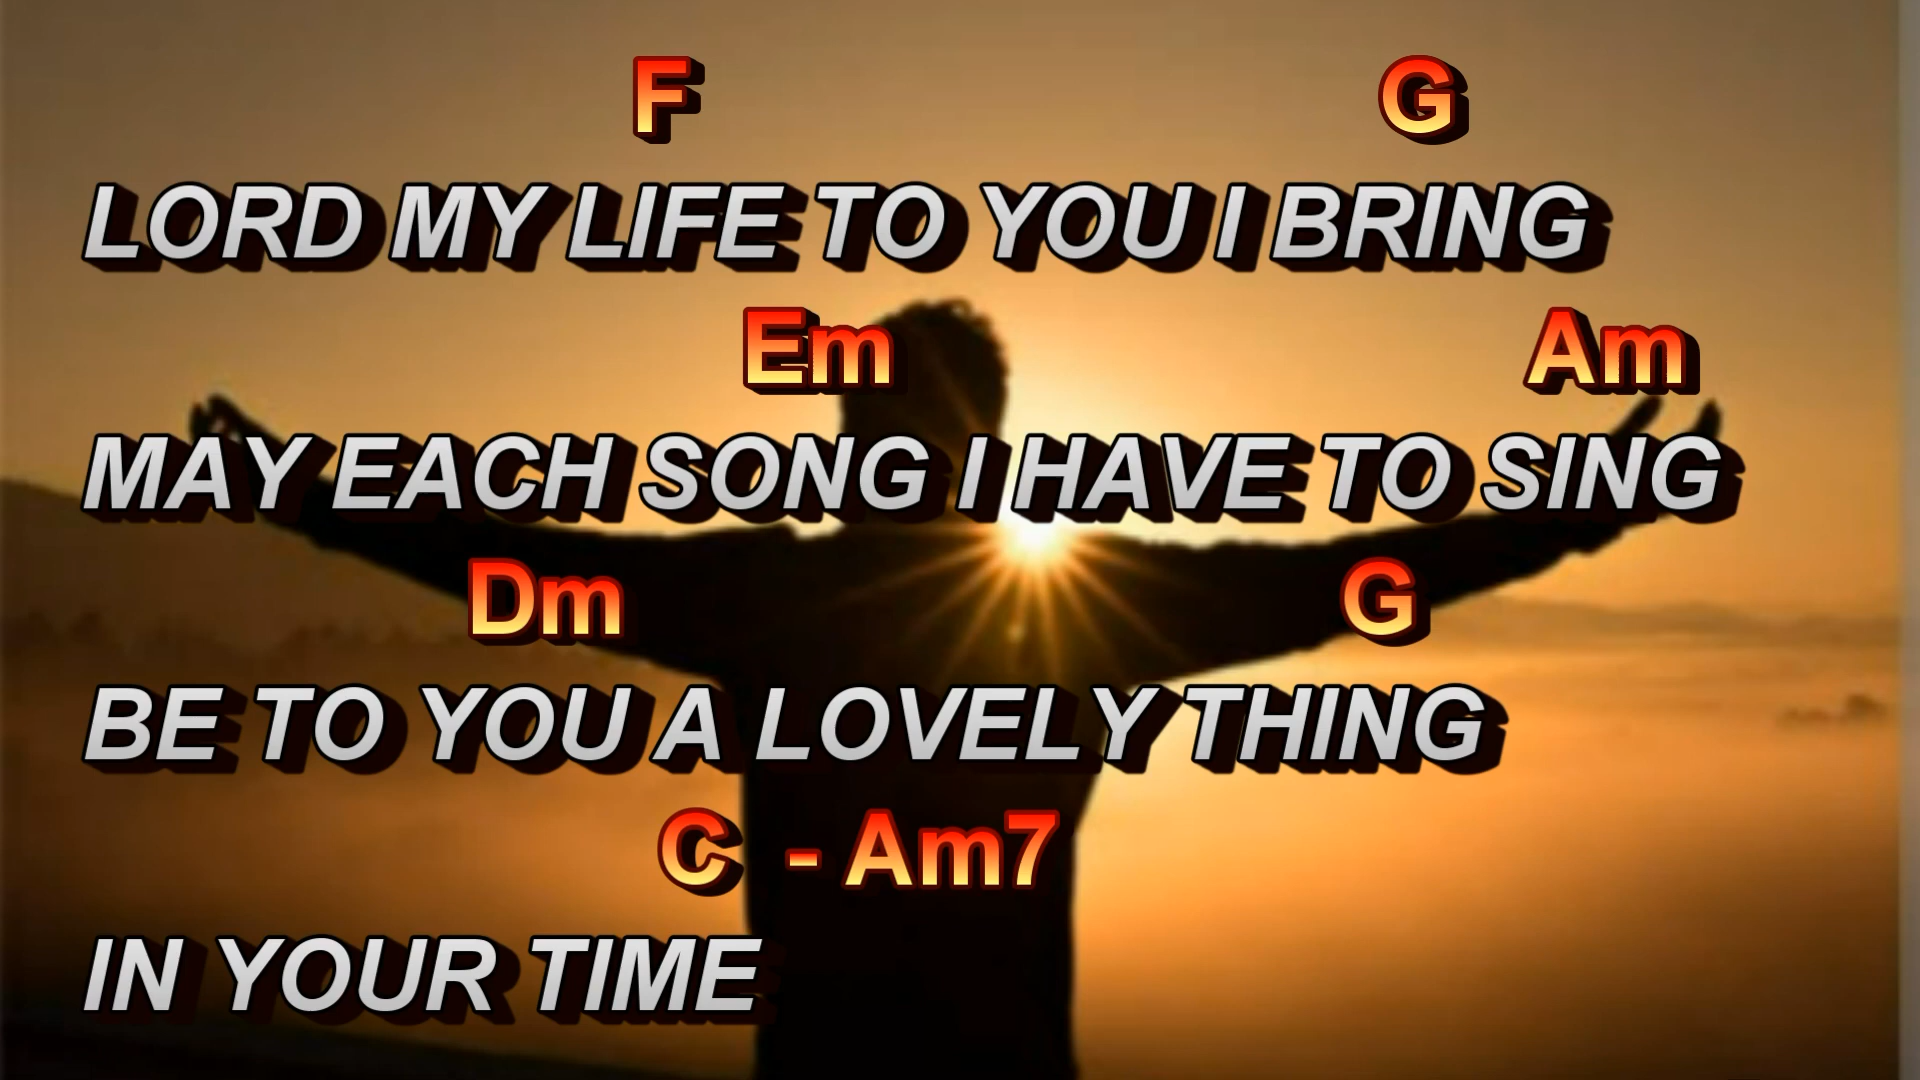 F G
LORD MY LIFE TO YOU I BRING
Em Am
MAY EACH SONG I HAVE TO SING
Dm G
BE TO YOU A LOVELY THING
C - Am7
IN YOUR TIME